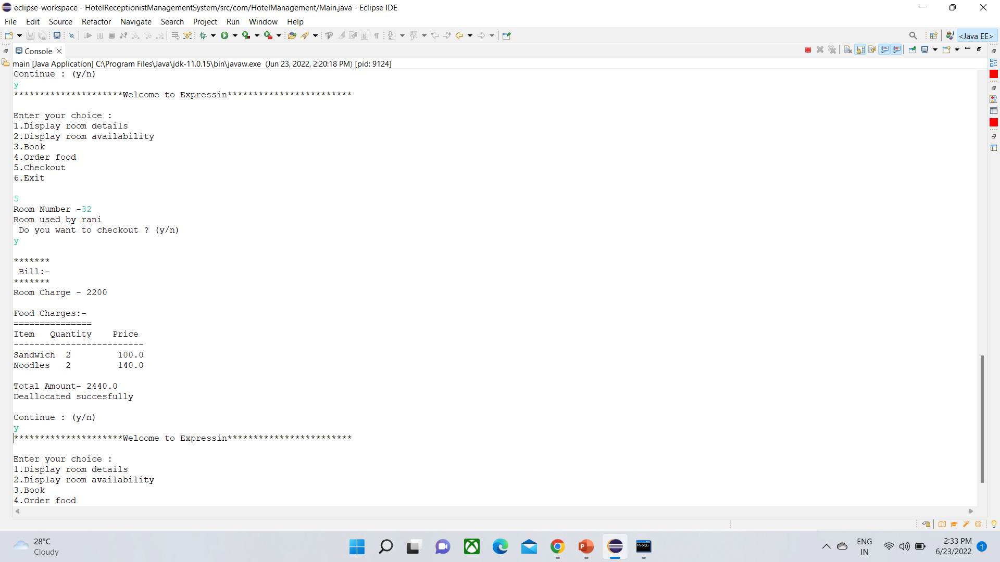 eclipse-workspace - HotelReceptionistManagementSystem/src/com/HotelManagement/Main.java - Eclipse IDE
File Edit Source Refactor Navigate Search Project Run Window Help
<Java EE>
Console
main [Java Application] C:\Program Files\Java\jdk-11.0.15\bin\javaw.exe (Jun 23, 2022, 2:20:18 PM) [pid: 9124]
Continue : (y/n)
y
*********************Welcome to Expressin************************
Enter your choice :
1.Display room details
2.Display room availability
3.Book
4.Order food
5.Checkout
6.Exit
5
Room Number -32
Room used by rani
Do you want to checkout ? (y/n)
y
*******
Bill:-
*******
Room Charge - 2200
Food Charges:-
===============
Item Quantity Price
-------------------------
Sandwich 2 100.0
Noodles 2 140.0
Total Amount- 2440.0
Deallocated succesfully
Continue : (y/n)
y
*********************Welcome to Expressin************************
Enter your choice :
1.Display room details
2.Display room availability
3.Book
4.Order food
28°C
Cloudy
MySQL
ENG
IN
2:33 PM
6/23/2022
1